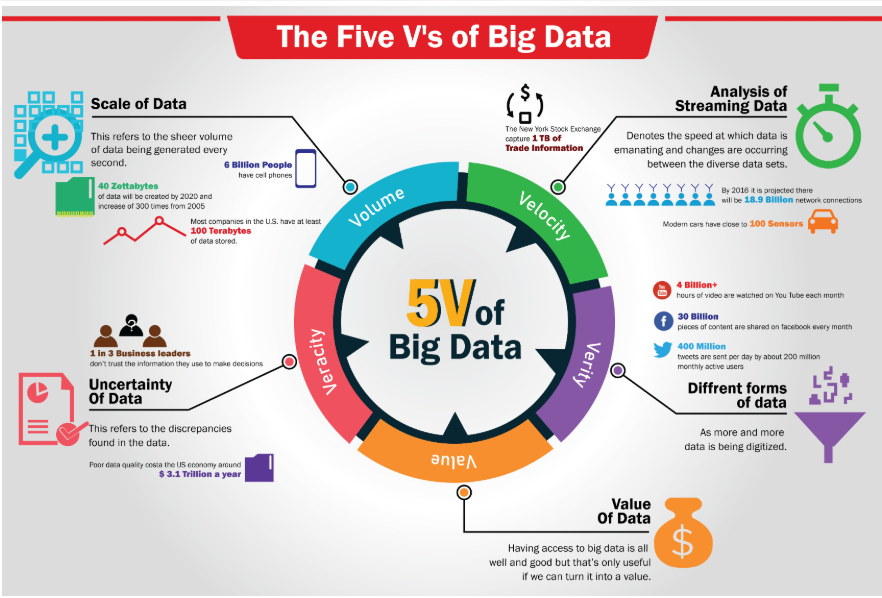 The Five V's of Big Data
Scale of Data
This refers to the sheer volume
of data being generated every
second.
6 Billion People
have cell phones
40 Zettabytes
of data will be created by 2020 and
increase of 300 times from 2005
Most companies in the U.S. have at least
100 Terabytes
of data stored.
$
The New York Stock Exchange
capture 1 TB of
Trade Information
Analysis of
Streaming Data
Denotes the speed at which data is
emanating and changes are occurring
between the diverse data sets.
By 2016 it is projected there
will be 18.9 Billion network connections
Modern cars have close to 100 Sensors
Volume
Velocity
Verity
Value
Veracity
5V of
Big Data
You
Tube
4 Billion+
hours of video are watched on You Tube each month
f
30 Billion
pieces of content are shared on facebook every month
400 Million
tweets are sent per day by about 200 million
monthly active users
Diffrent forms
of data
As more and more
data is being digitized.
1 in 3 Business leaders
don't trust the information they use to make decisions
Uncertainty
Of Data
This refers to the discrepancies
found in the data.
Poor data quality costa the US economy around
$ 3.1 Trillion a year
Value
Of Data
Having access to big data is all
well and good but that's only useful
if we can turn it into a value.
$